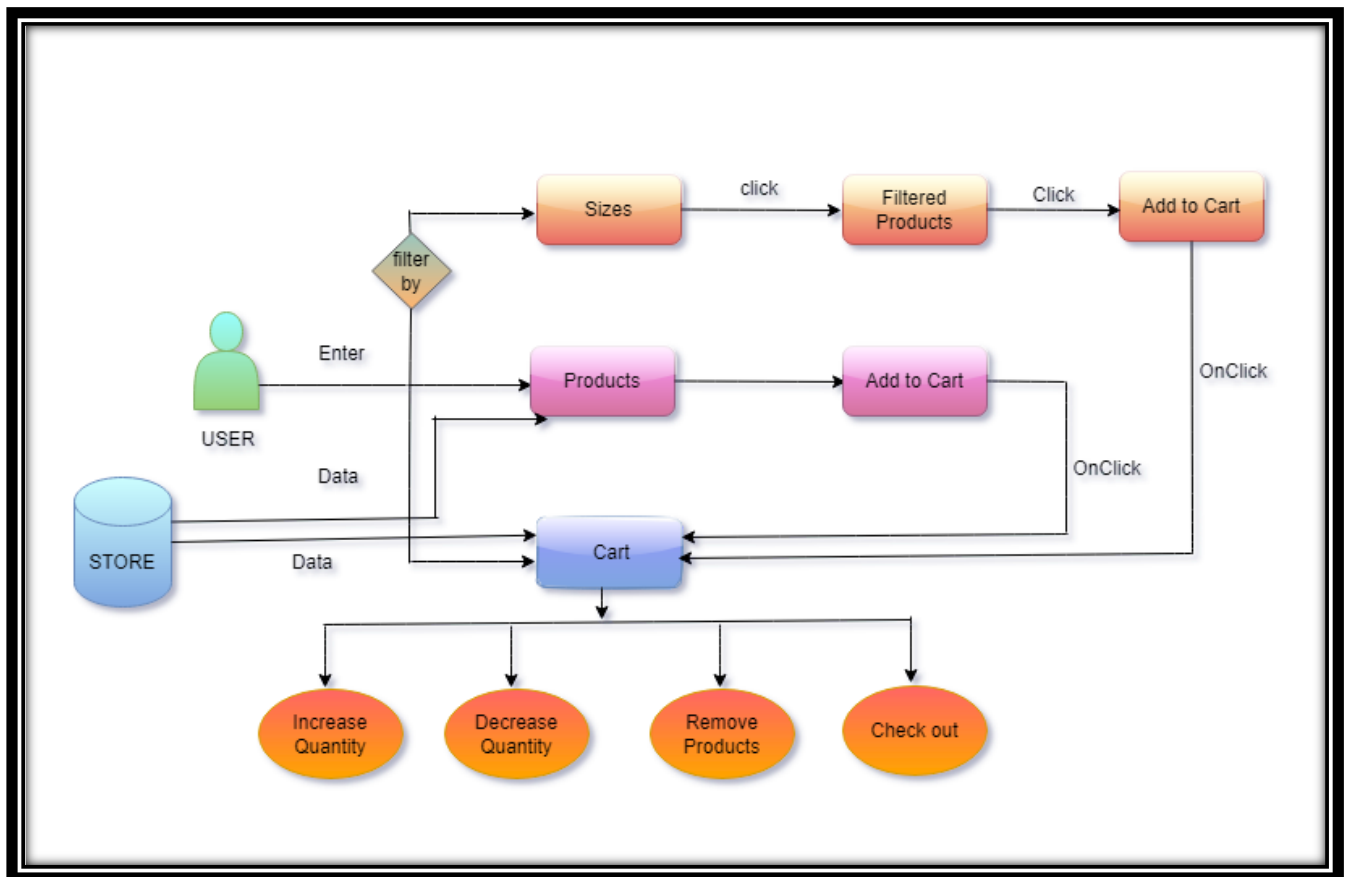 click
Click
Sizes
Filtered
Products
Add to Cart
filter
by
Enter
Products
Add to Cart
OnClick
USER
Data
OnClick
STORE
Data
Cart
Increase
Quantity
Decrease
Quantity
Remove
Products
Check out